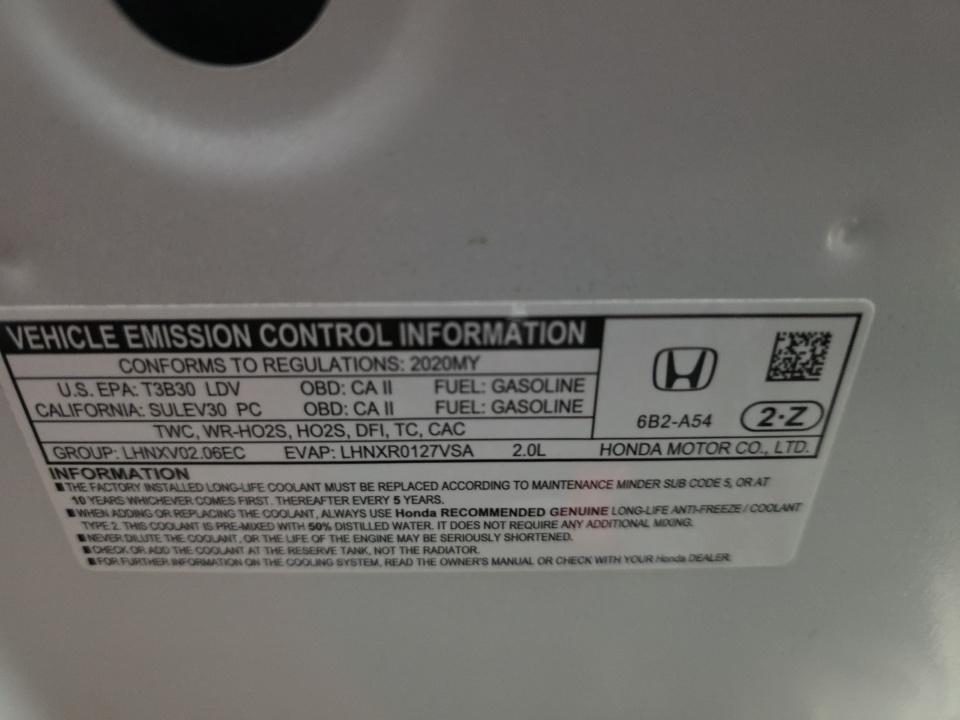 VEHICLE EMISSION CONTROL INFORMATION
CONFORMS TO REGULATIONS: 2020MY
U.S. EPA: T3B30 LDV OBD: CA II FUEL: GASOLINE
CALIFORNIA: SULEV30 PC OBD: CA II FUEL: GASOLINE
TWC, WR-HO2S, HO2S, DFI, TC, CAC
6B2-A54 2·Z
GROUP: LHNXV02.06EC EVAP: LHNXR0127VSA 2.0L HONDA MOTOR CO., LTD.
INFORMATION
■THE FACTORY INSTALLED LONG-LIFE COOLANT MUST BE REPLACED ACCORDING TO MAINTENANCE MINDER SUB CODE 5, OR AT
10 YEARS WHICHEVER COMES FIRST. THEREAFTER EVERY 5 YEARS.
■WHEN ADDING OR REPLACING THE COOLANT, ALWAYS USE Honda RECOMMENDED GENUINE LONG-LIFE ANTI-FREEZE / COOLANT
TYPE 2. THIS COOLANT IS PRE-MIXED WITH 50% DISTILLED WATER. IT DOES NOT REQUIRE ANY ADDITIONAL MIXING.
■NEVER DILUTE THE COOLANT, OR THE LIFE OF THE ENGINE MAY BE SERIOUSLY SHORTENED.
■CHECK OR ADD THE COOLANT AT THE RESERVE TANK, NOT THE RADIATOR.
■FOR FURTHER INFORMATION ON THE COOLING SYSTEM, READ THE OWNER'S MANUAL OR CHECK WITH YOUR Honda DEALER.